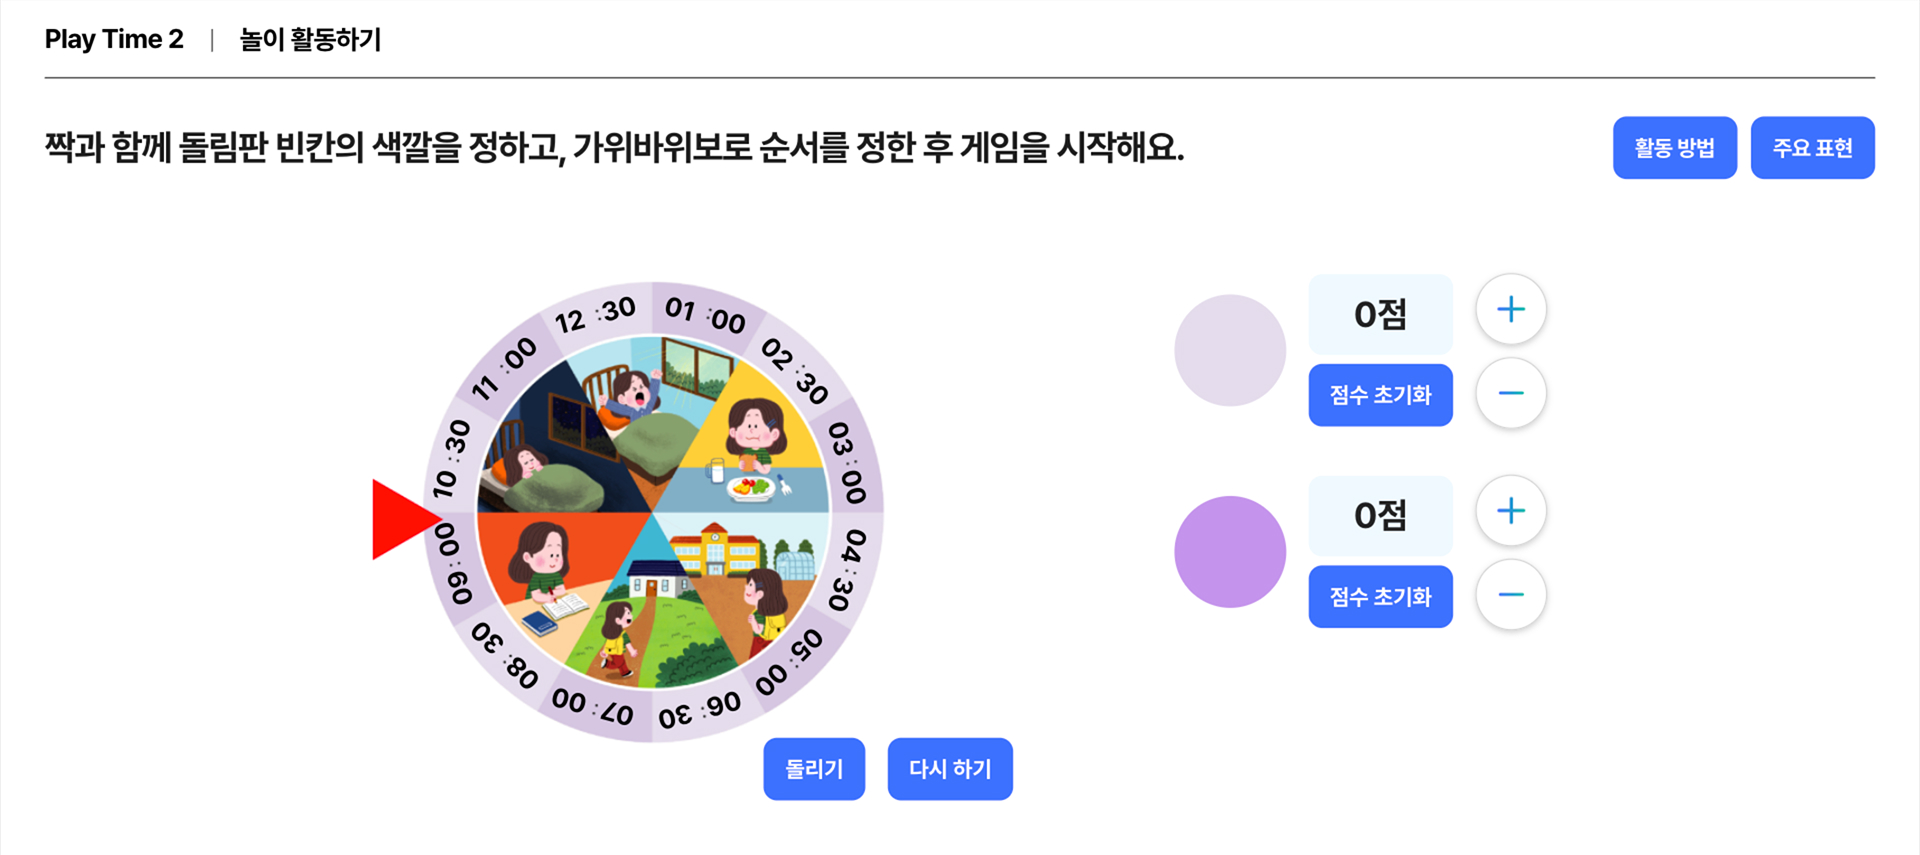 Play Time 2 | 놀이 활동하기
짝과 함께 돌림판 빈칸의 색깔을 정하고, 가위바위보로 순서를 정한 후 게임을 시작해요.
활동 방법
주요 표현
12 :30
01 :00
02 :30
03 :00
04 :30
05 :00
06 :30
07 :00
08 :30
09 :00
10 :30
11 :00
0점
점수 초기화
0점
점수 초기화
돌리기
다시 하기